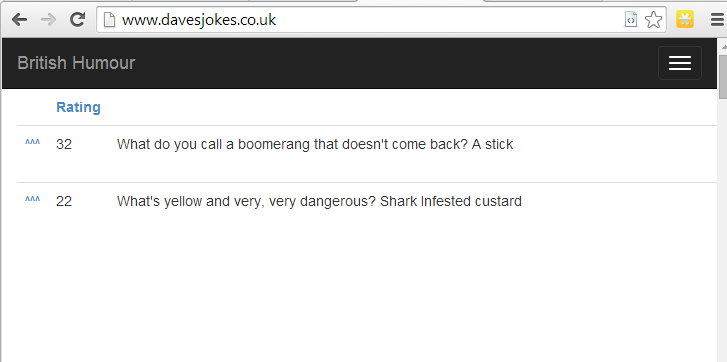 www.davesjokes.co.uk
British Humour
Rating
^^^ 32 What do you call a boomerang that doesn't come back? A stick
^^^ 22 What's yellow and very, very dangerous? Shark Infested custard